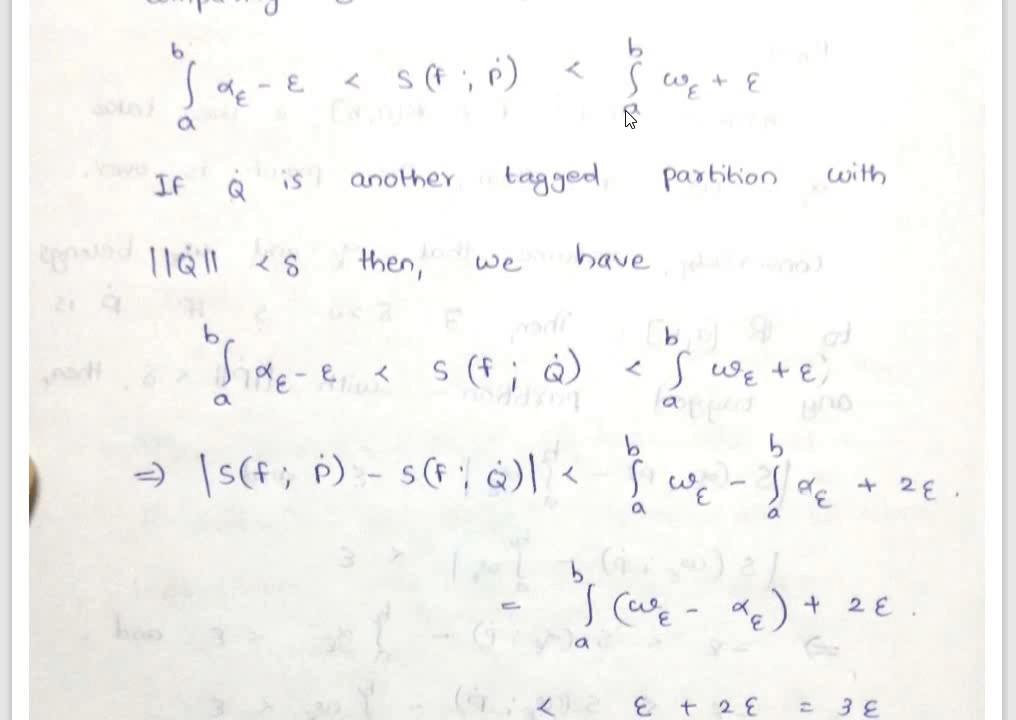 ∫_a^b α_ε - ε < S(f; Ṗ) < ∫_a^b ω_ε + ε
If Q̇ is another tagged partition with
||Q̇|| < δ then, we have
∫_a^b α_ε - ε < S(f; Q̇) < ∫_a^b ω_ε + ε;
⇒ |S(f; Ṗ) - S(f; Q̇)| < ∫_a^b ω_ε - ∫_a^b α_ε + 2ε.
= ∫_a^b (ω_ε - α_ε) + 2ε.
< ε + 2ε = 3ε